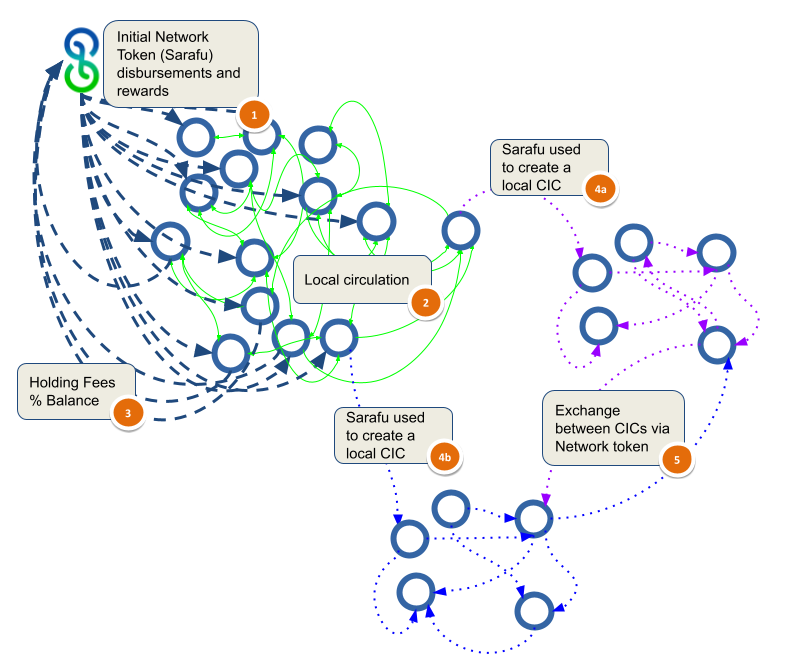 Initial Network
Token (Sarafu)
disbursements and
rewards
1
Sarafu used
to create a
local CIC
4a
Local circulation
2
Holding Fees
% Balance
3
Sarafu used
to create a
local CIC
4b
Exchange
between CICs via
Network token
5